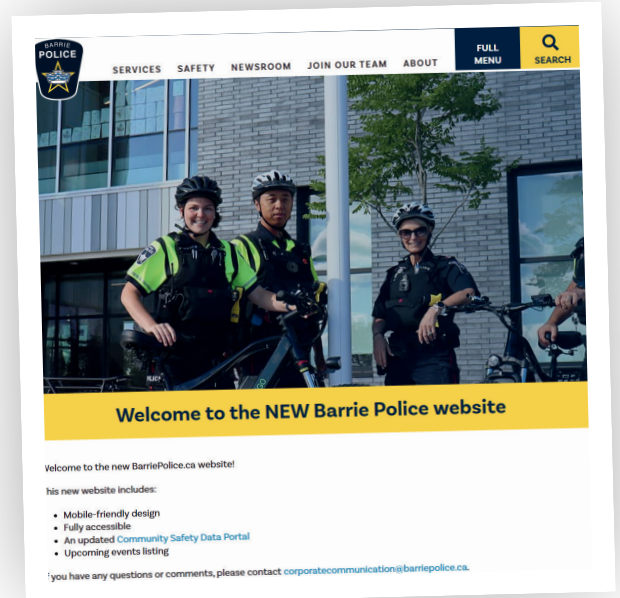 BARRIE
POLICE
SERVICES SAFETY NEWSROOM JOIN OUR TEAM ABOUT
FULL
MENU
SEARCH
Welcome to the NEW Barrie Police website
Welcome to the new BarriePolice.ca website!
his new website includes:
• Mobile-friendly design
• Fully accessible
• An updated Community Safety Data Portal
• Upcoming events listing
f you have any questions or comments, please contact corporatecommunication@barriepolice.ca.